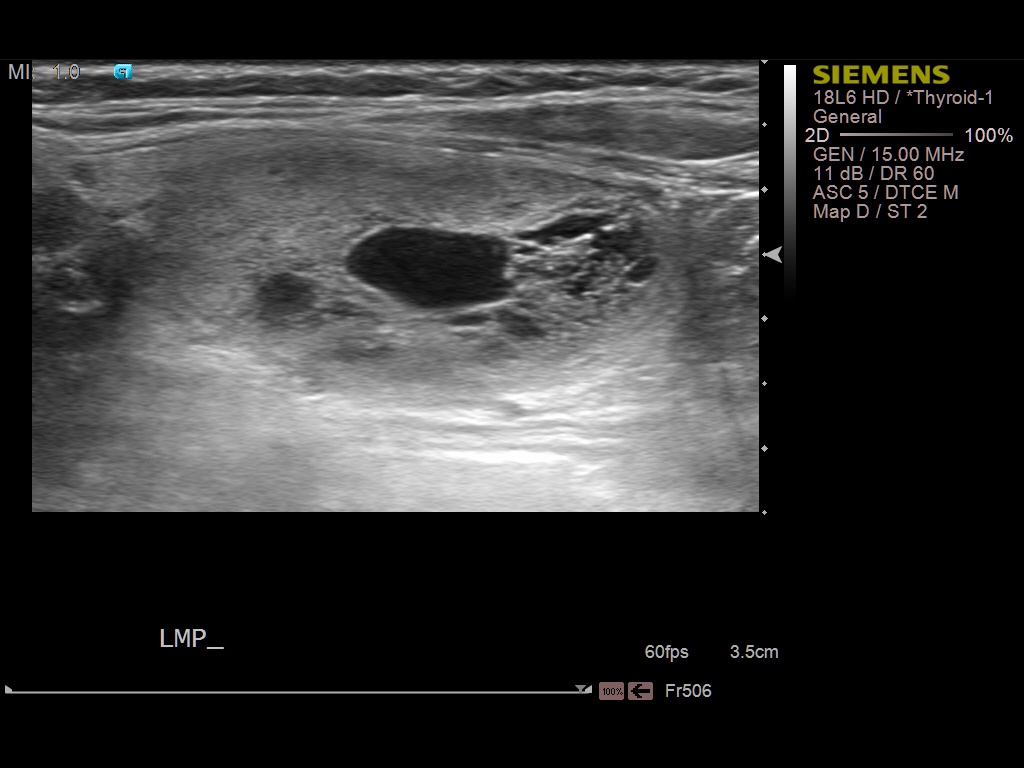 MI: 1.0
SIEMENS
18L6 HD / *Thyroid-1
General
2D 100%
GEN / 15.00 MHz
11 dB / DR 60
ASC 5 / DTCE M
Map D / ST 2
LMP_
60fps 3.5cm
100% Fr506